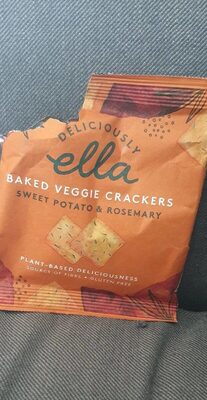 DELICIOUSLY
ella
BAKED VEGGIE CRACKERS
SWEET POTATO & ROSEMARY
PLANT-BASED DELICIOUSNESS
SOURCE OF FIBRE • GLUTEN FREE